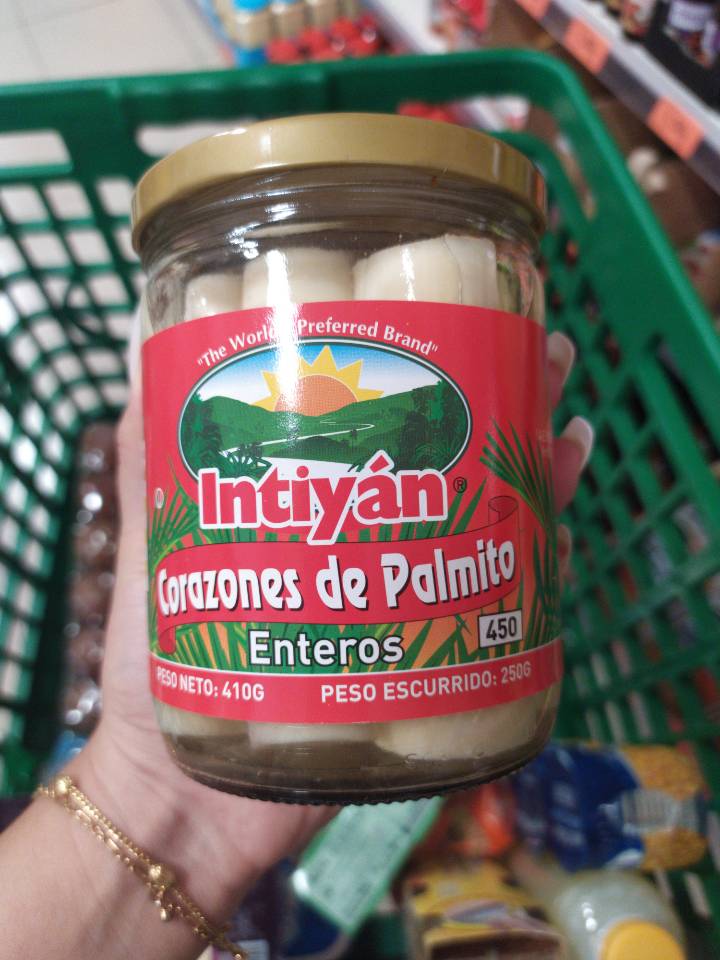 "The World's Preferred Brand"
Intiyán®
Corazones de Palmito
Enteros
450
PESO NETO: 410G
PESO ESCURRIDO: 250G